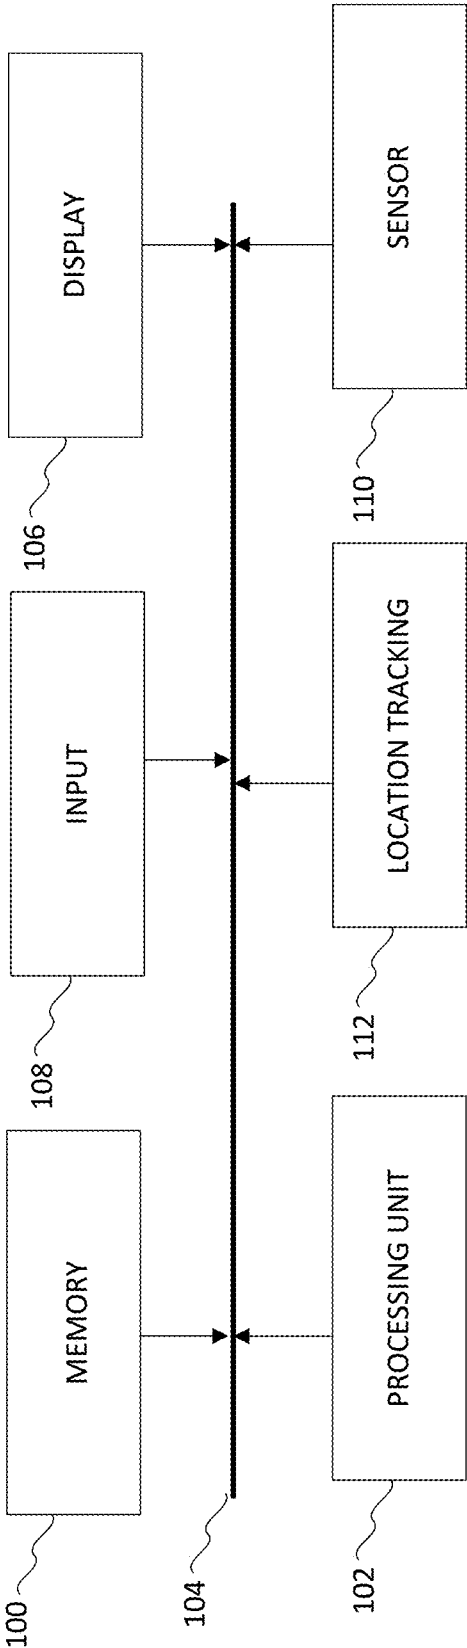 100
MEMORY
108
INPUT
106
DISPLAY
104
102
PROCESSING UNIT
112
LOCATION TRACKING
110
SENSOR